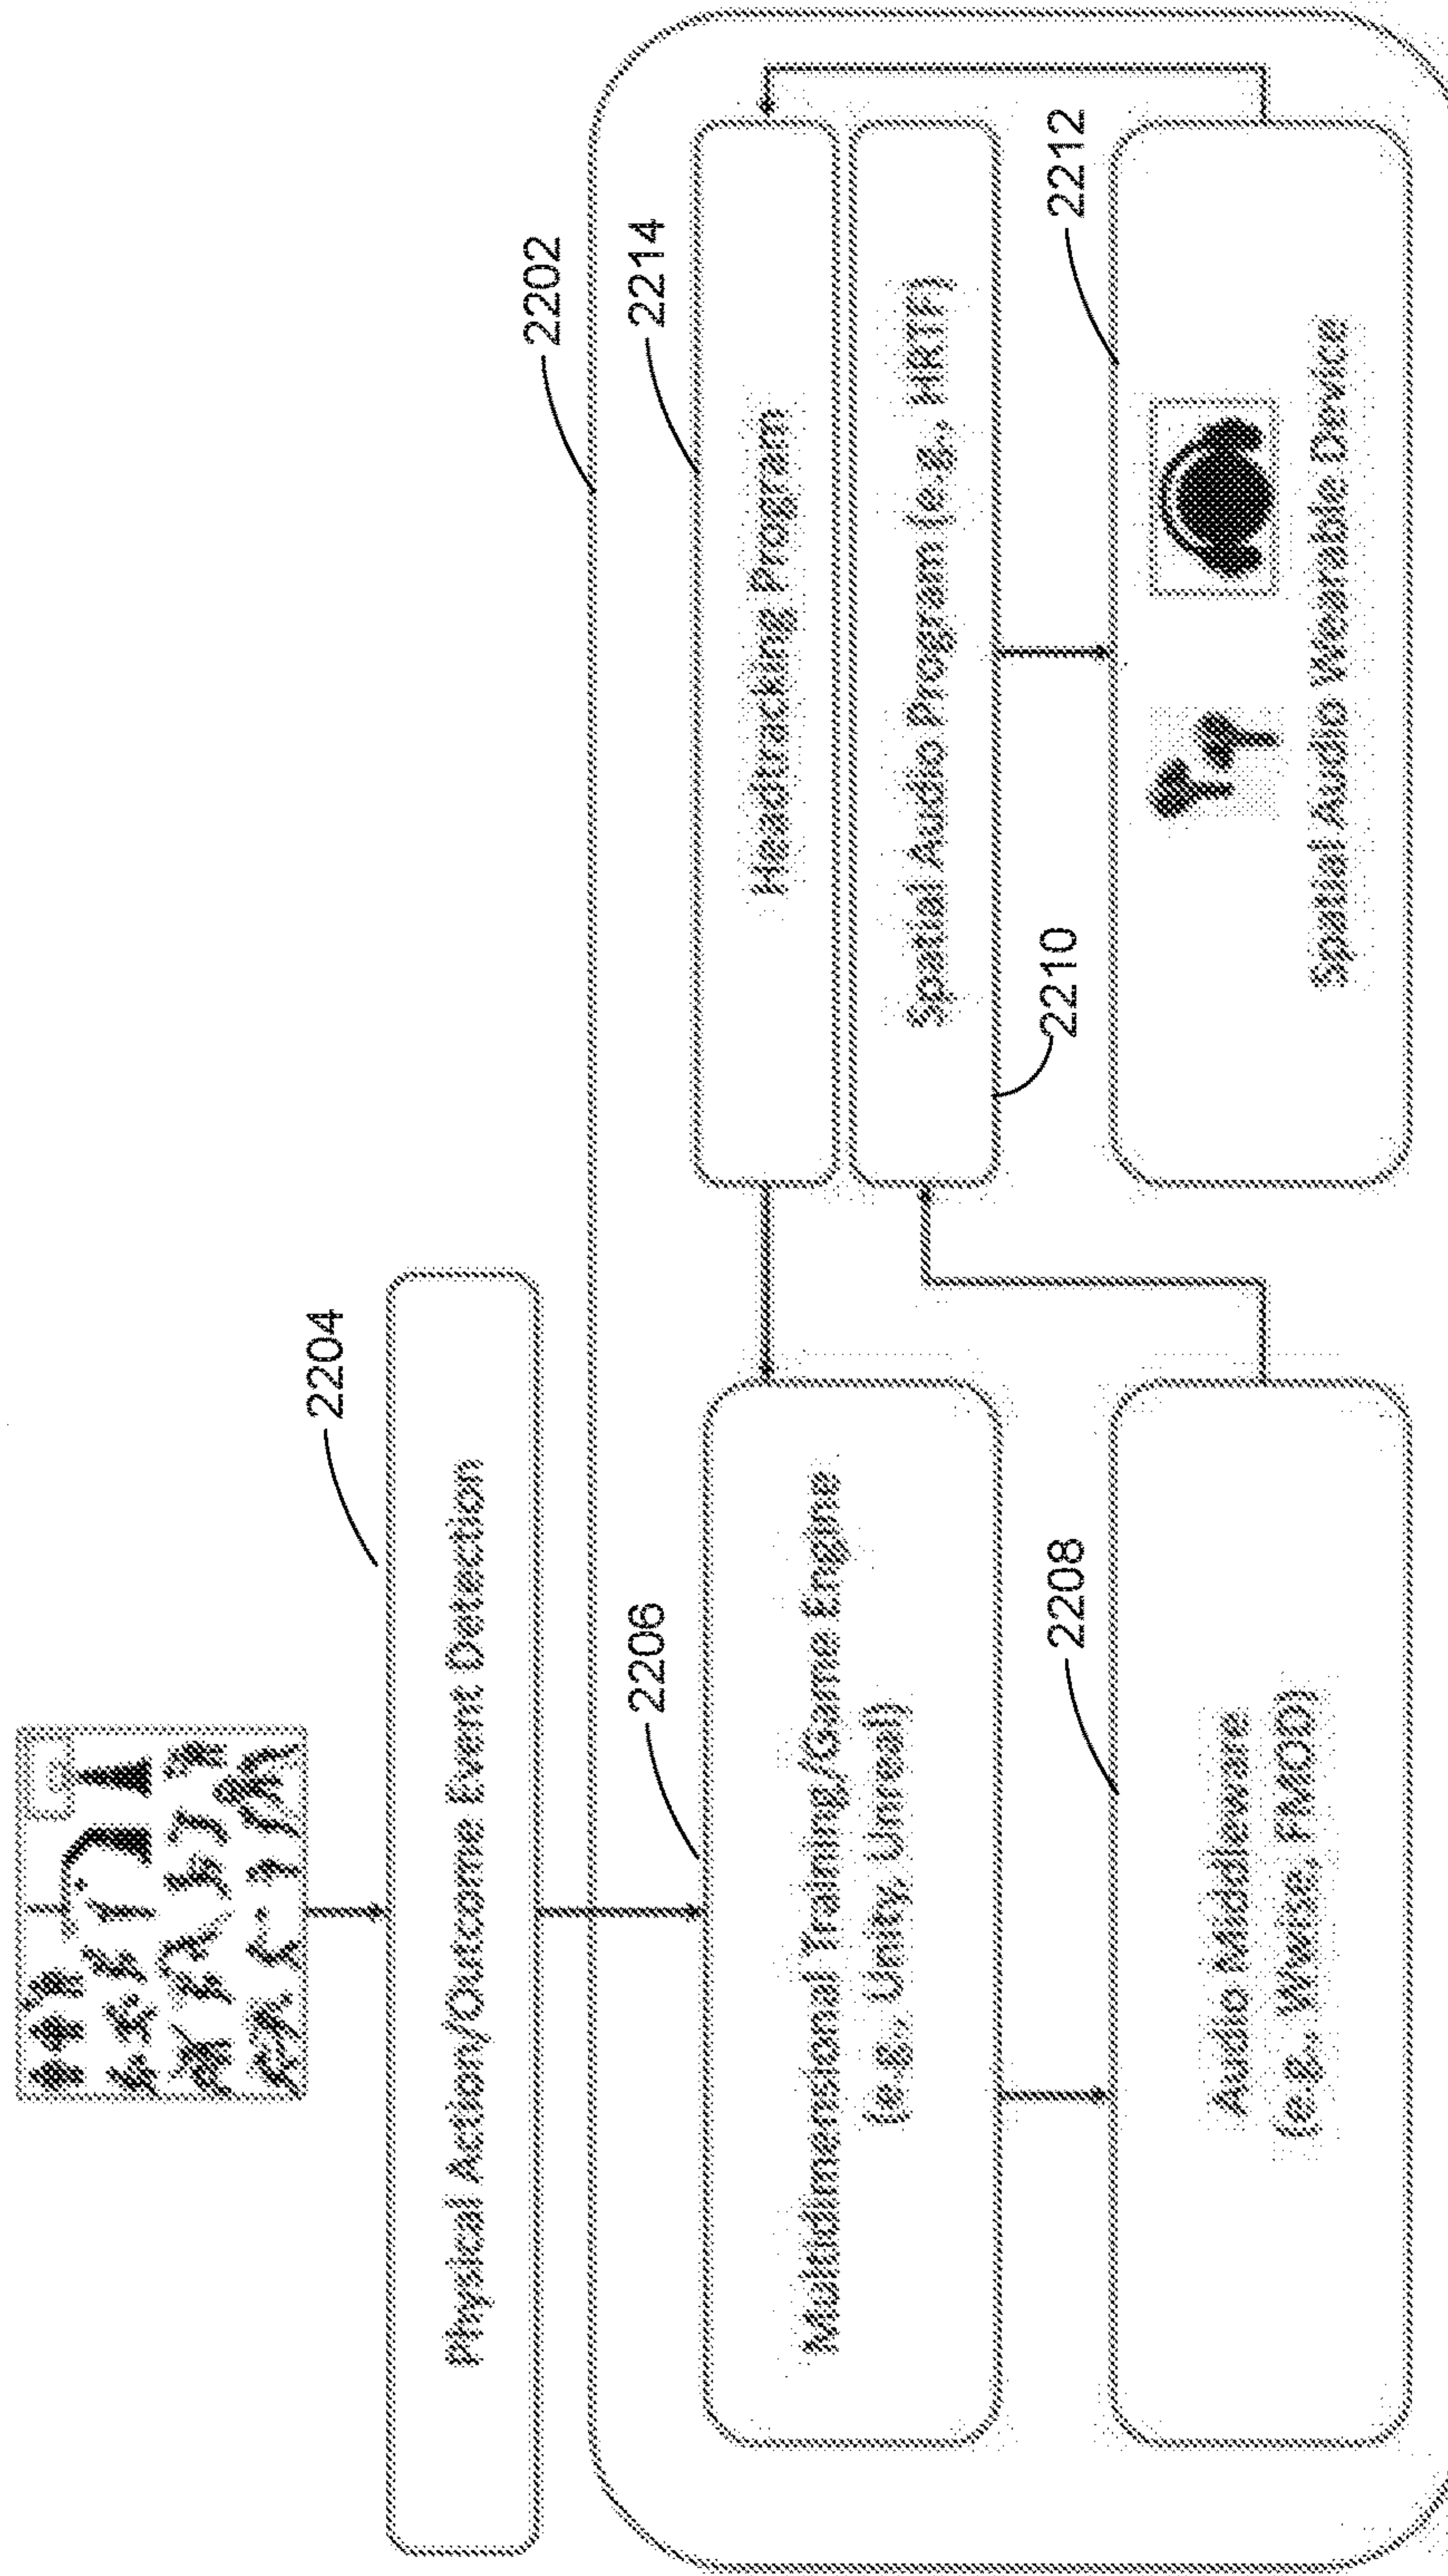 2204
Physical Action/Outcome Event Detection
2202
2206
Multidimensional Training/Game Engine
(e.g., Unity, Unreal)
2214
Headtracking Program
Spatial Audio Program (e.g., HRTF)
2210
2208
Audio Middleware
(e.g., Wwise, FMOD)
2212
Spatial Audio Wearable Device